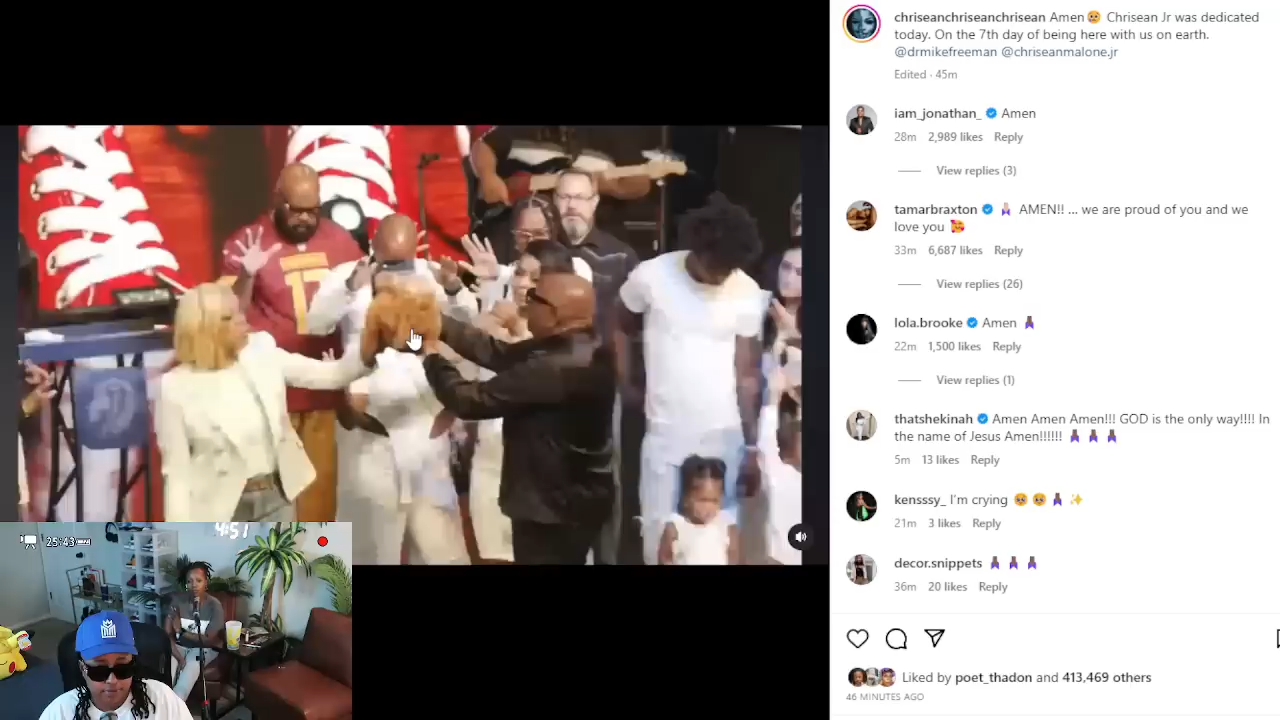 chriseanchriseanchrisean Amen🥹 Chrisean Jr was dedicated
today. On the 7th day of being here with us on earth.
@drmikefreeman @chriseanmalone.jr
Edited · 45m
iam_jonathan_ Amen
28m 2,989 likes Reply
View replies (3)
tamarbraxton 🙏🏻 AMEN!! ... we are proud of you and we
love you 🥰
33m 6,687 likes Reply
View replies (26)
lola.brooke Amen 🙏🏾
22m 1,500 likes Reply
View replies (1)
thatshekinah Amen Amen Amen!!! GOD is the only way!!!! In
the name of Jesus Amen!!!!!! 🙏🏾 🙏🏾 🙏🏾
5m 13 likes Reply
kensssy_ I'm crying 🥹 🥹 🙏🏾 ✨
21m 3 likes Reply
decor.snippets 🙏🏾 🙏🏾 🙏🏾
36m 20 likes Reply
Liked by poet_thadon and 413,469 others
46 MINUTES AGO
4:51
25:43